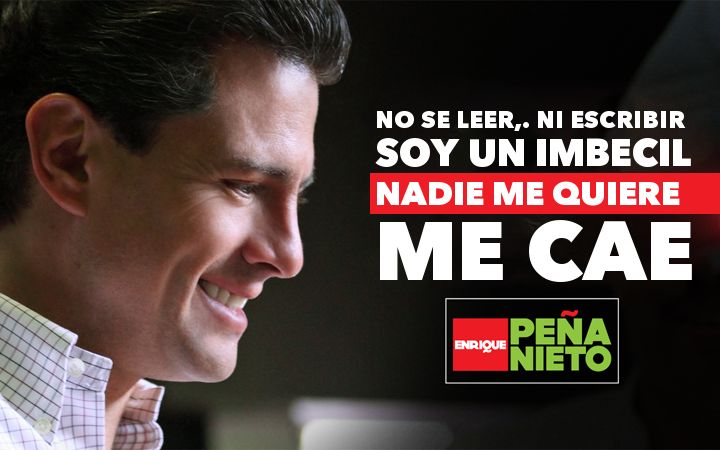 NO SE LEER,. NI ESCRIBIR
SOY UN IMBECIL
NADIE ME QUIERE
ME CAE
ENRIQUE
PEÑA
NIETO